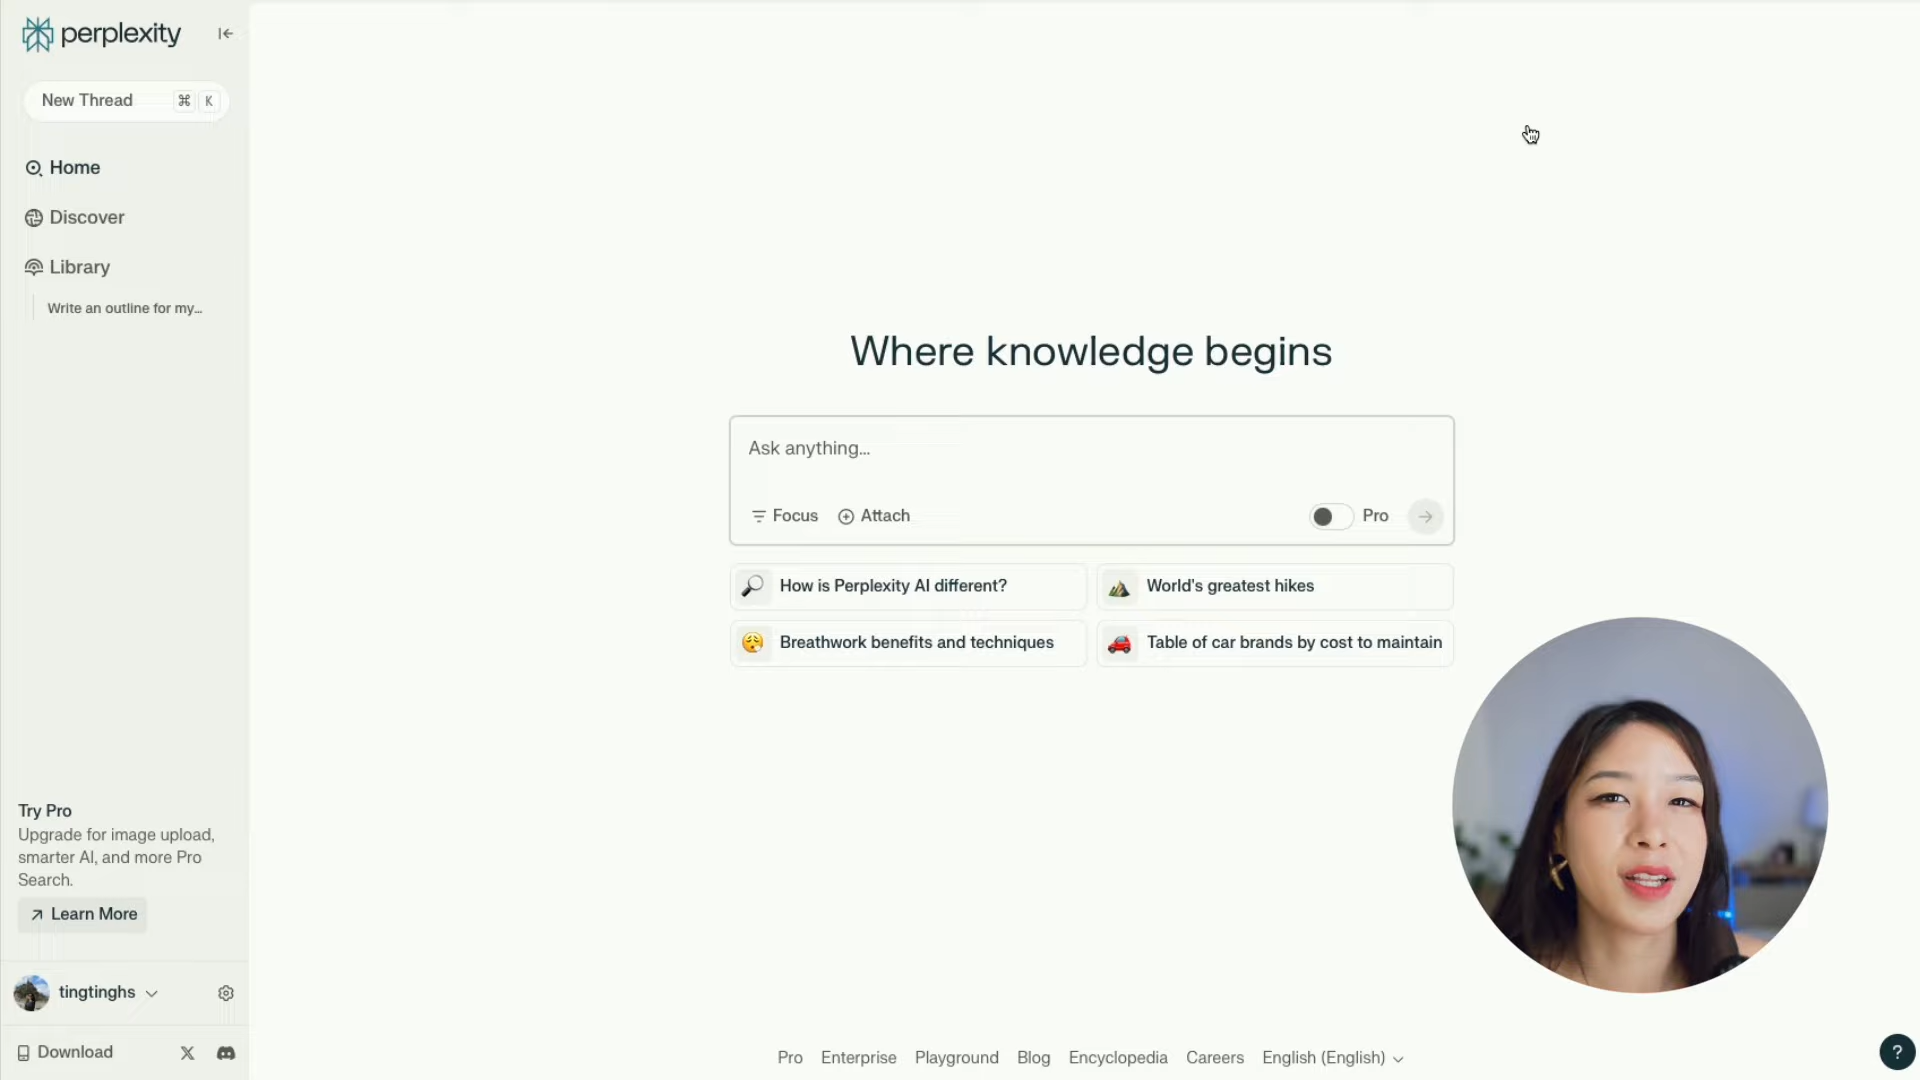 perplexity
New Thread ⌘ K
Home
Discover
Library
Write an outline for my...
Where knowledge begins
Ask anything...
Focus Attach Pro
How is Perplexity AI different?
World's greatest hikes
Breathwork benefits and techniques
Table of car brands by cost to maintain
Try Pro
Upgrade for image upload,
smarter AI, and more Pro
Search.
Learn More
tingtinghs
Download
Pro Enterprise Playground Blog Encyclopedia Careers English (English)
?